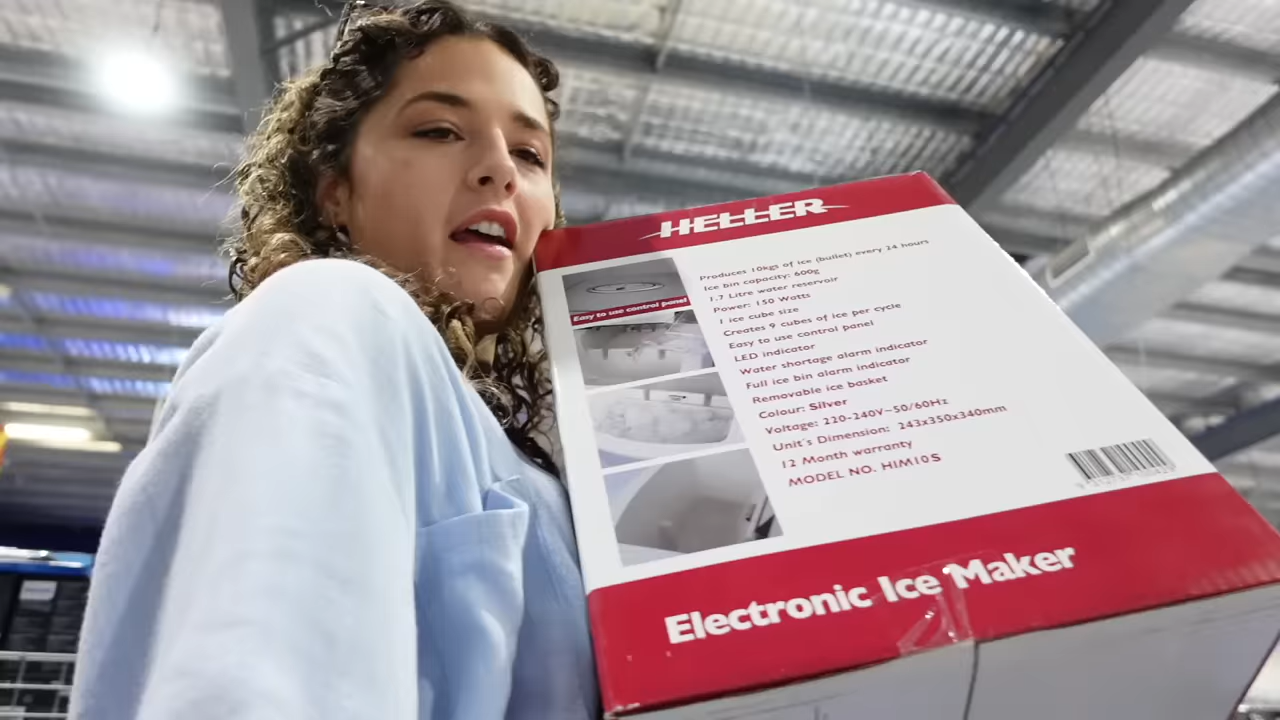 HELLER
Easy to use control panel
Produces 10kgs of ice (bullet) every 24 hours
Ice bin capacity: 600g
1.7 Litre water reservoir
Power: 150 Watts
1 ice cube size
Creates 9 cubes of ice per cycle
Easy to use control panel
LED indicator
Water shortage alarm indicator
Full ice bin alarm indicator
Removable ice basket
Colour: Silver
Voltage: 220-240V~50/60Hz
Unit's Dimension: 243x350x340mm
12 Month warranty
MODEL NO. HIM10S
Electronic Ice Maker